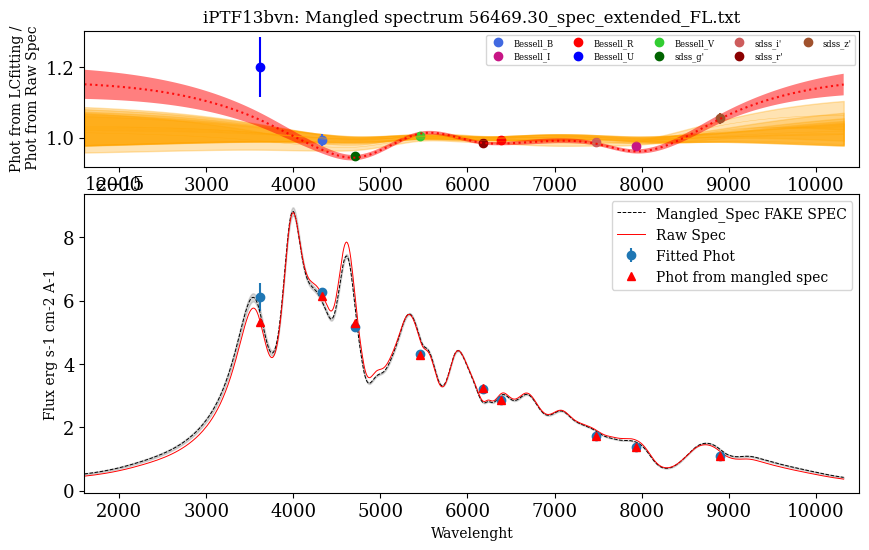 iPTF13bvn: Mangled spectrum 56469.30_spec_extended_FL.txt
Phot from LCfitting /
Phot from Raw Spec
1.2
1.0
Bessell_B Bessell_R Bessell_V sdss_i' sdss_z'
Bessell_I Bessell_U sdss_g' sdss_r'
2000 3000 4000 5000 6000 7000 8000 9000 10000
1e−15
Flux erg s-1 cm-2 A-1
8
6
4
2
0
Mangled_Spec FAKE SPEC
Raw Spec
Fitted Phot
Phot from mangled spec
2000 3000 4000 5000 6000 7000 8000 9000 10000
Wavelenght